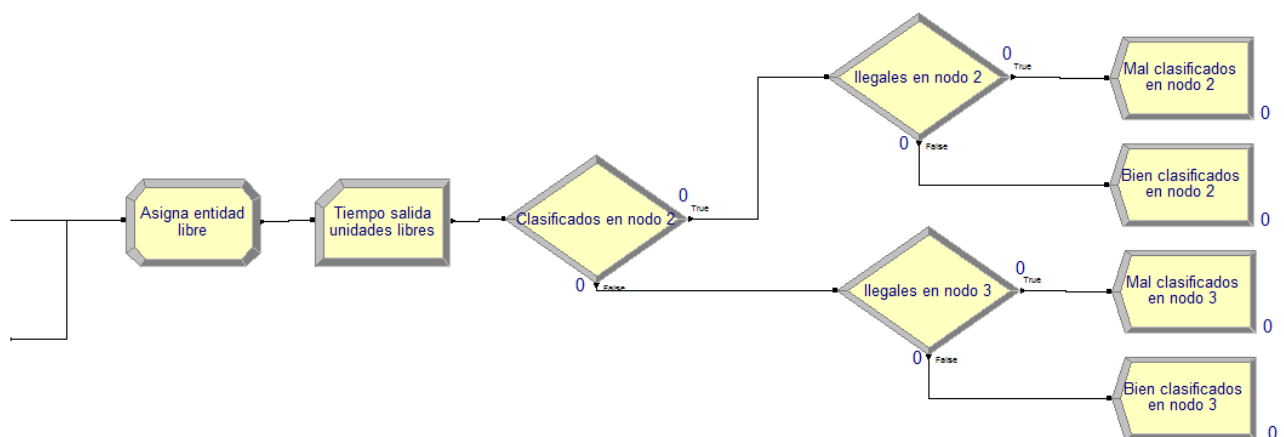 Asigna entidad
libre
Tiempo salida
unidades libres
Clasificados en nodo 2
0
True
0
False
Ilegales en nodo 2
0
True
0
False
Mal clasificados
en nodo 2
0
Bien clasificados
en nodo 2
0
Ilegales en nodo 3
0
True
0
False
Mal clasificados
en nodo 3
0
Bien clasificados
en nodo 3
0